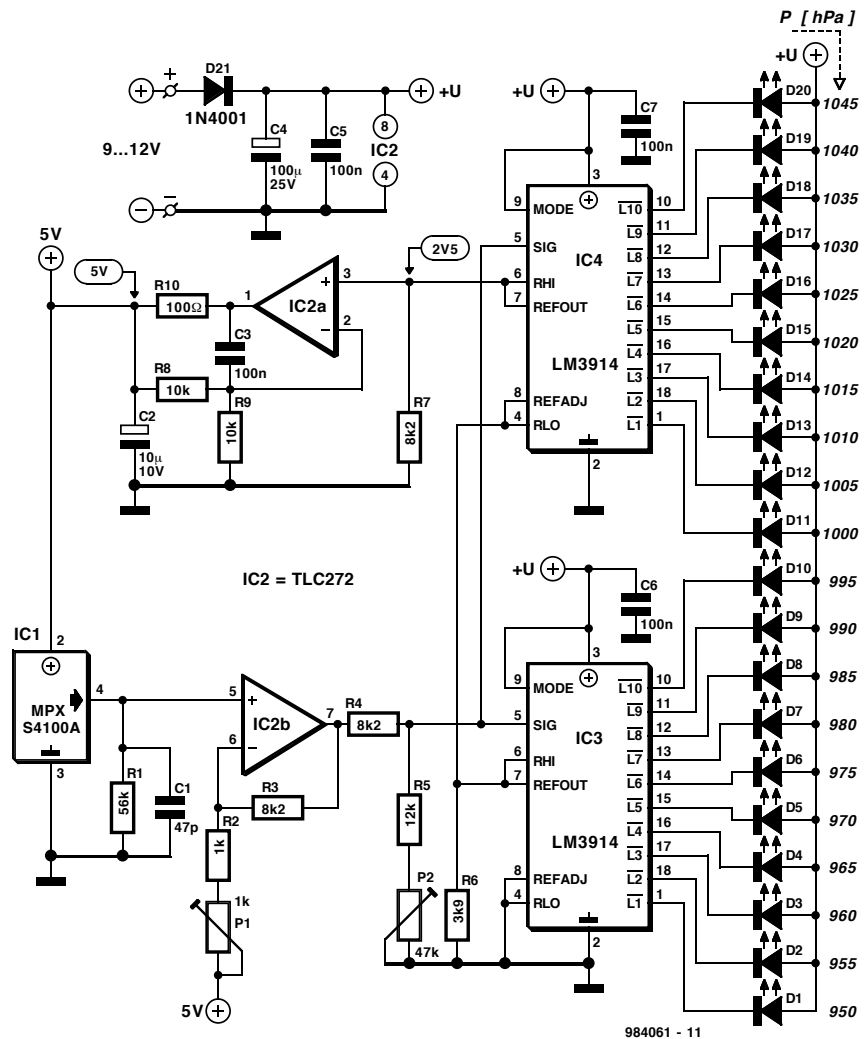 P [ hPa ]
+U
D21
1N4001
+
9...12V
C4
100µ
25V
C5
100n
8
IC2
4
+U
+U
C7
100n
3
9
MODE
5
SIG
6
RHI
7
REFOUT
IC4
LM3914
8
REFADJ
4
RLO
2
L10
10
L9
11
L8
12
L7
13
L6
14
L5
15
L4
16
L3
17
L2
18
L1
1
D20
1045
D19
1040
D18
1035
D17
1030
D16
1025
D15
1020
D14
1015
D13
1010
D12
1005
D11
1000
5V
5V
R10
100Ω
1
IC2a
+
3
–
2
2V5
C3
100n
R8
10k
C2
10µ
10V
R9
10k
R7
8k2
IC2 = TLC272
IC1
2
MPX
S4100A
4
3
R1
56k
C1
47p
5
+
6
–
IC2b
7
R3
8k2
R4
8k2
R2
1k
1k
P1
5V
R5
12k
P2
47k
R6
3k9
+U
C6
100n
3
9
MODE
5
SIG
6
RHI
7
REFOUT
IC3
LM3914
8
REFADJ
4
RLO
2
L10
10
L9
11
L8
12
L7
13
L6
14
L5
15
L4
16
L3
17
L2
18
L1
1
D10
995
D9
990
D8
985
D7
980
D6
975
D5
970
D4
965
D3
960
D2
955
D1
950
984061 - 11